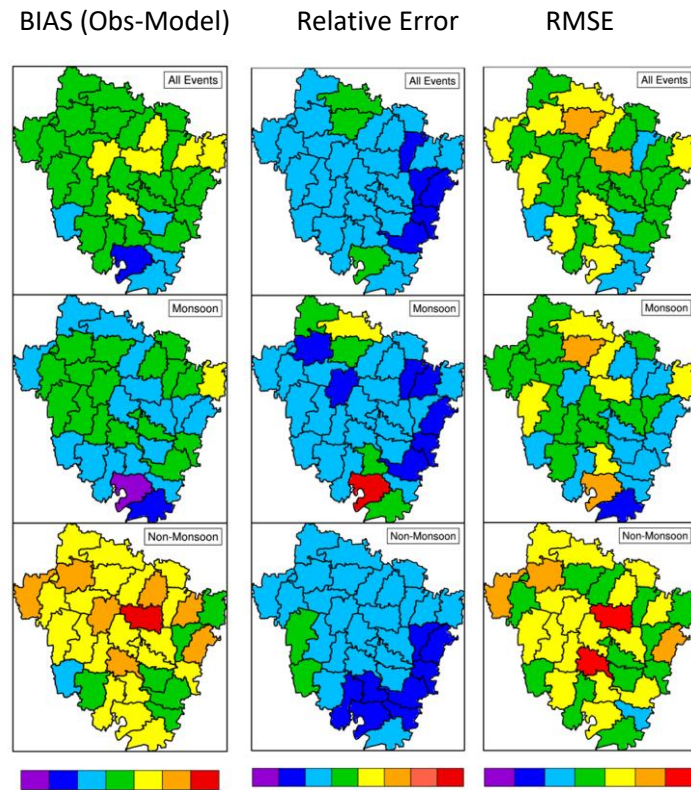 BIAS (Obs-Model) Relative Error RMSE
All Events All Events All Events
Monsoon Monsoon Monsoon
Non-Monsoon Non-Monsoon Non-Monsoon